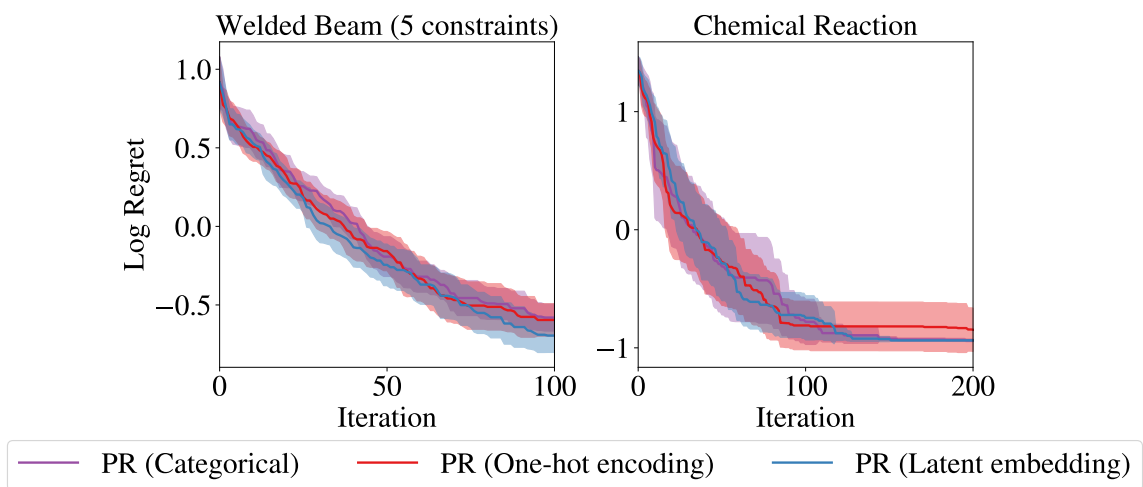 Welded Beam (5 constraints)
Chemical Reaction
Log Regret
1.0
0.5
0.0
−0.5
0
50
100
Iteration
1
0
−1
0
100
200
Iteration
PR (Categorical)
PR (One-hot encoding)
PR (Latent embedding)